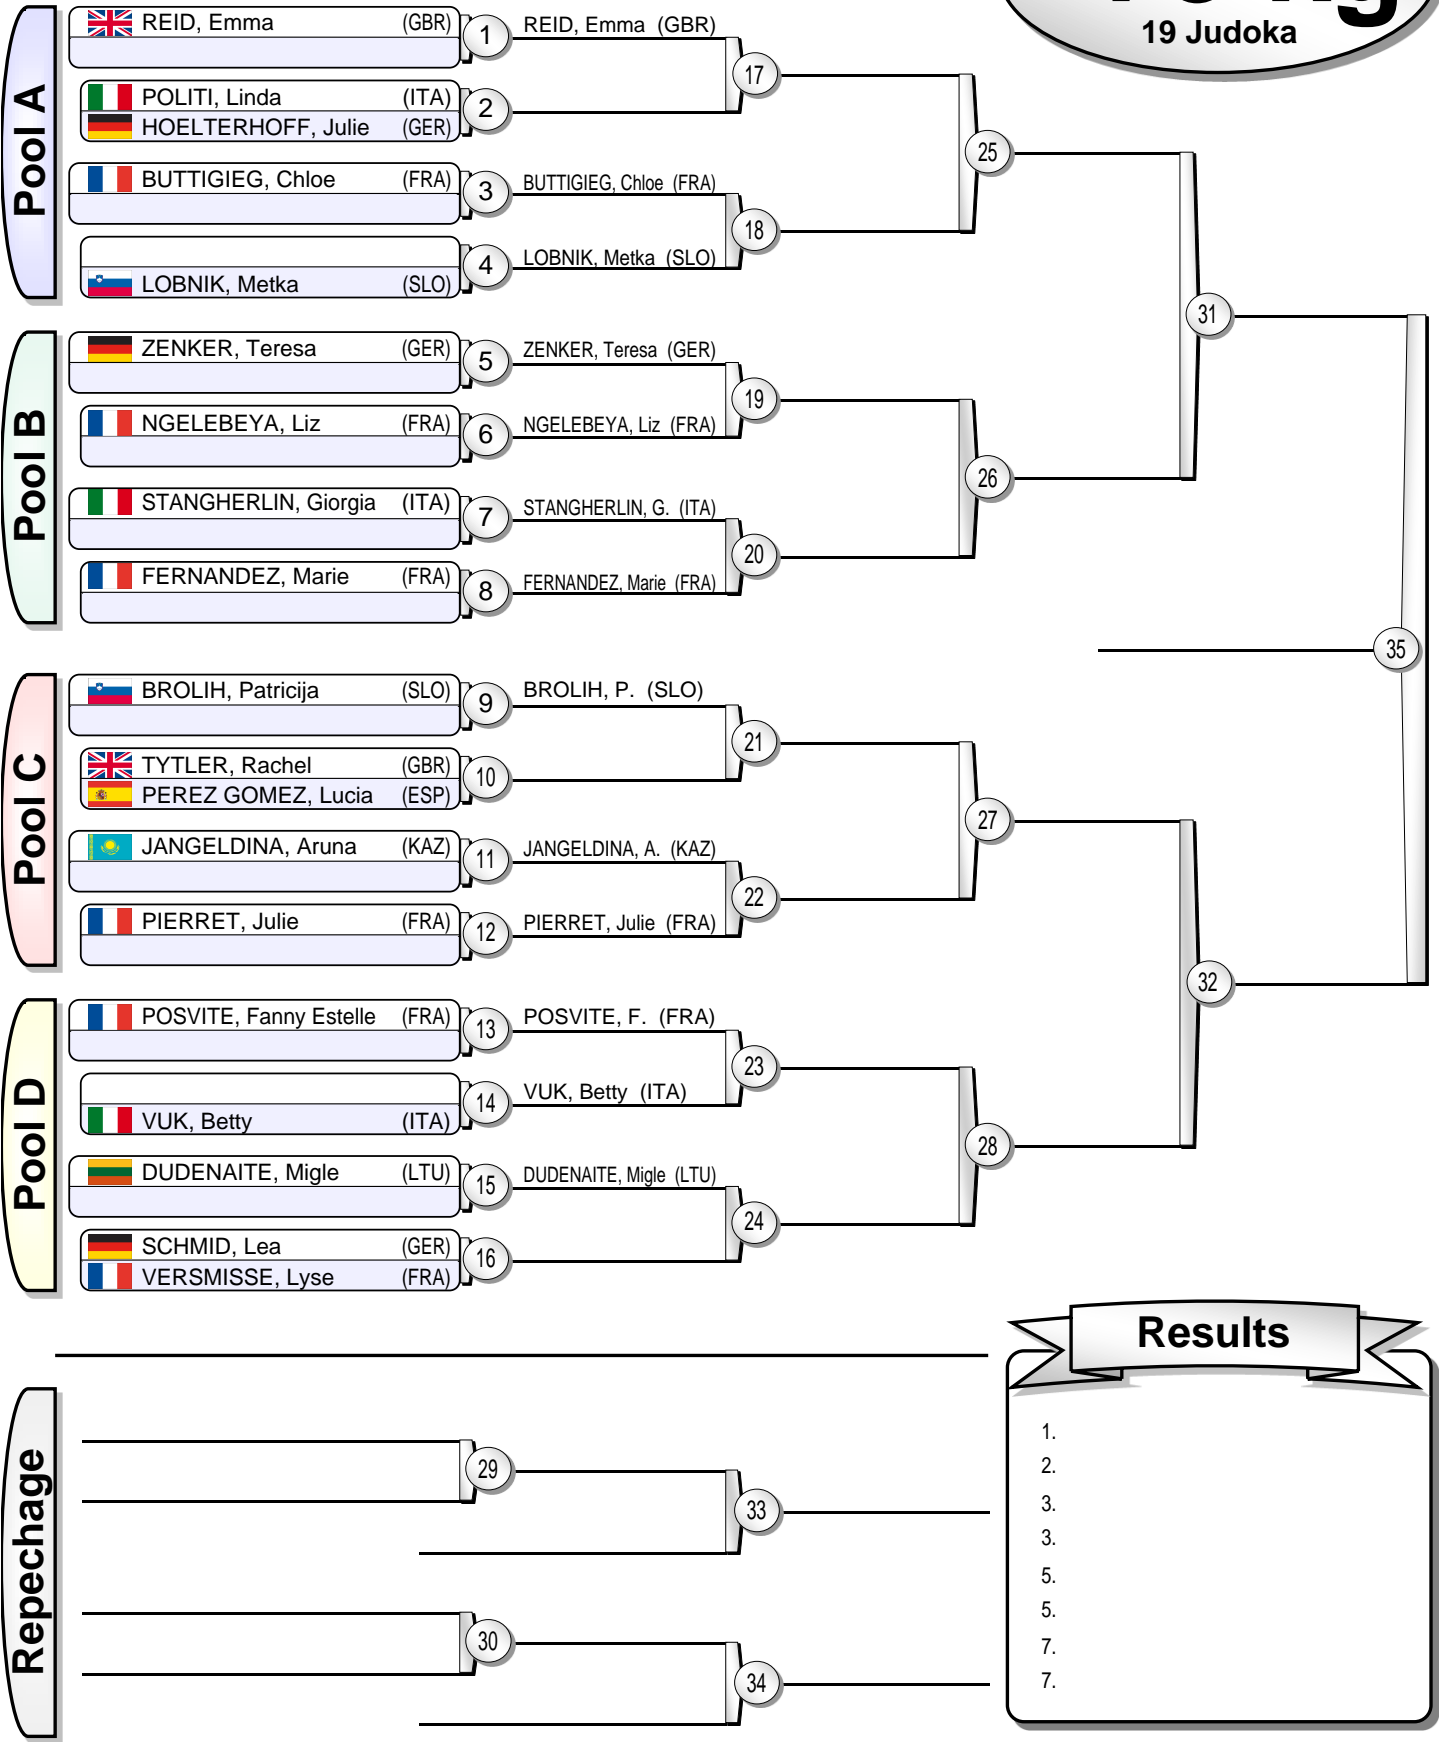 19 Judoka
Pool A
REID, Emma (GBR) 1 REID, Emma (GBR)
17
POLITI, Linda (ITA)
2
HOELTERHOFF, Julie (GER)
25
BUTTIGIEG, Chloe (FRA) 3 BUTTIGIEG, Chloe (FRA)
18
4 LOBNIK, Metka (SLO)
LOBNIK, Metka (SLO)
31
Pool B
ZENKER, Teresa (GER) 5 ZENKER, Teresa (GER)
19
NGELEBEYA, Liz (FRA) 6 NGELEBEYA, Liz (FRA)
26
STANGHERLIN, Giorgia (ITA) 7 STANGHERLIN, G. (ITA)
20
FERNANDEZ, Marie (FRA) 8 FERNANDEZ, Marie (FRA)
35
Pool C
BROLIH, Patricija (SLO) 9 BROLIH, P. (SLO)
21
TYTLER, Rachel (GBR)
10
PEREZ GOMEZ, Lucia (ESP)
27
JANGELDINA, Aruna (KAZ) 11 JANGELDINA, A. (KAZ)
22
PIERRET, Julie (FRA) 12 PIERRET, Julie (FRA)
32
Pool D
POSVITE, Fanny Estelle (FRA) 13 POSVITE, F. (FRA)
23
14 VUK, Betty (ITA)
VUK, Betty (ITA)
28
DUDENAITE, Migle (LTU) 15 DUDENAITE, Migle (LTU)
24
SCHMID, Lea (GER)
16
VERSMISSE, Lyse (FRA)
Repechage
29
33
30
34
Results
1.
2.
3.
3.
5.
5.
7.
7.